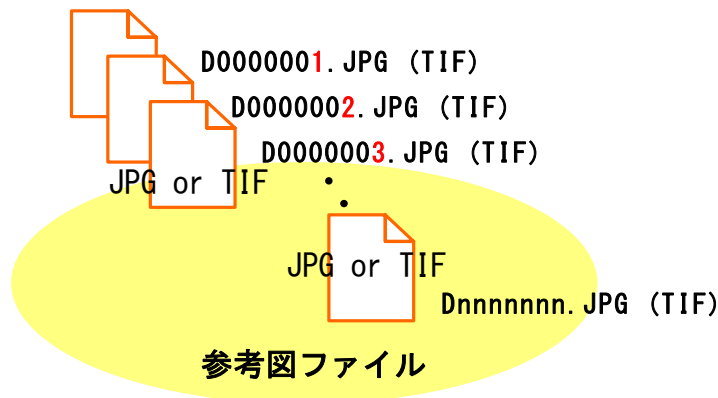 D0000001.JPG (TIF)
D0000002.JPG (TIF)
D0000003.JPG (TIF)
JPG or TIF
JPG or TIF
Dnnnnnnn.JPG (TIF)
参考図ファイル